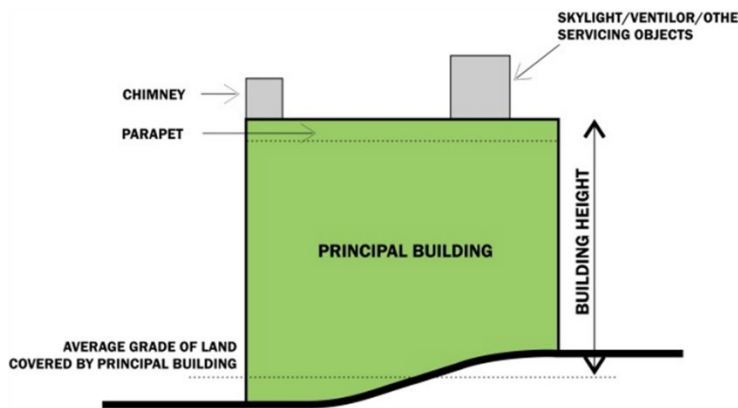 SKYLIGHT/VENTILOR/OTHE
SERVICING OBJECTS
CHIMNEY
PARAPET
PRINCIPAL BUILDING
BUILDING HEIGHT
AVERAGE GRADE OF LAND
COVERED BY PRINCIPAL BUILDING